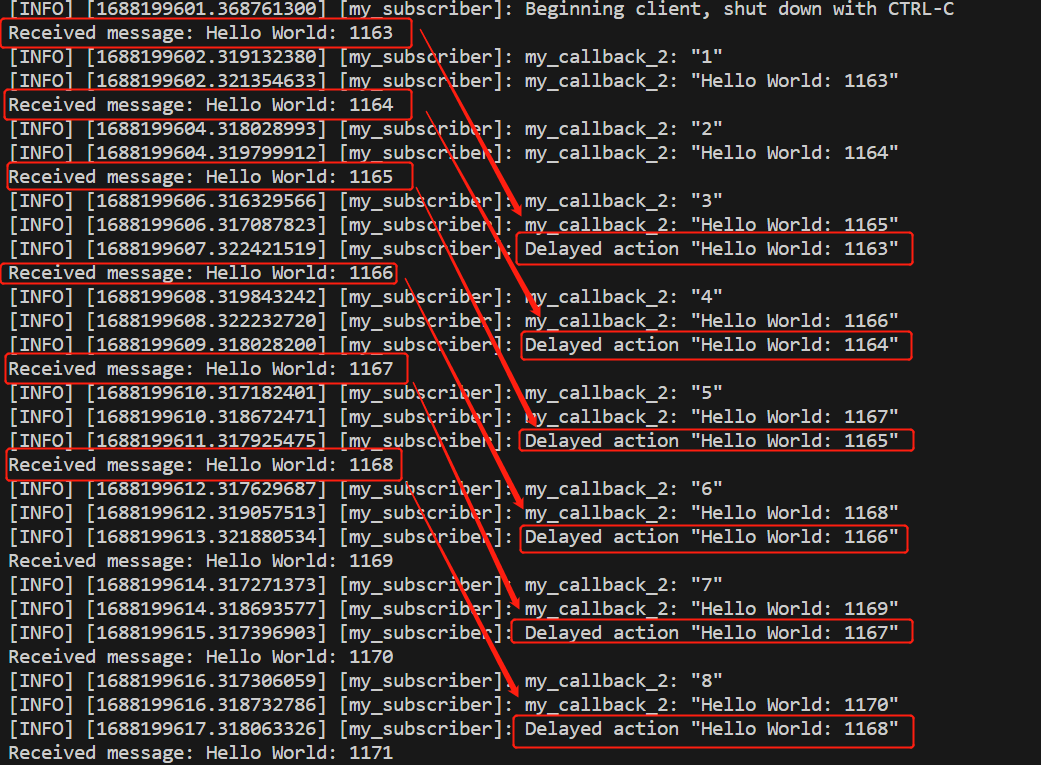 [INFO] [1688199601.368761300] [my_subscriber]: Beginning client, shut down with CTRL-C
Received message: Hello World: 1163
[INFO] [1688199602.319132380] [my_subscriber]: my_callback_2: "1"
[INFO] [1688199602.321354633] [my_subscriber]: my_callback_2: "Hello World: 1163"
Received message: Hello World: 1164
[INFO] [1688199604.318028993] [my_subscriber]: my_callback_2: "2"
[INFO] [1688199604.319799912] [my_subscriber]: my_callback_2: "Hello World: 1164"
Received message: Hello World: 1165
[INFO] [1688199606.316329566] [my_subscriber]: my_callback_2: "3"
[INFO] [1688199606.317087823] [my_subscriber]: my_callback_2: "Hello World: 1165"
[INFO] [1688199607.322421519] [my_subscriber]: Delayed action "Hello World: 1163"
Received message: Hello World: 1166
[INFO] [1688199608.319843242] [my_subscriber]: my_callback_2: "4"
[INFO] [1688199608.322232720] [my_subscriber]: my_callback_2: "Hello World: 1166"
[INFO] [1688199609.318028200] [my_subscriber]: Delayed action "Hello World: 1164"
Received message: Hello World: 1167
[INFO] [1688199610.317182401] [my_subscriber]: my_callback_2: "5"
[INFO] [1688199610.318672471] [my_subscriber]: my_callback_2: "Hello World: 1167"
[INFO] [1688199611.317925475] [my_subscriber]: Delayed action "Hello World: 1165"
Received message: Hello World: 1168
[INFO] [1688199612.317629687] [my_subscriber]: my_callback_2: "6"
[INFO] [1688199612.319057513] [my_subscriber]: my_callback_2: "Hello World: 1168"
[INFO] [1688199613.321880534] [my_subscriber]: Delayed action "Hello World: 1166"
Received message: Hello World: 1169
[INFO] [1688199614.317271373] [my_subscriber]: my_callback_2: "7"
[INFO] [1688199614.318693577] [my_subscriber]: my_callback_2: "Hello World: 1169"
[INFO] [1688199615.317396903] [my_subscriber]: Delayed action "Hello World: 1167"
Received message: Hello World: 1170
[INFO] [1688199616.317306059] [my_subscriber]: my_callback_2: "8"
[INFO] [1688199616.318732786] [my_subscriber]: my_callback_2: "Hello World: 1170"
[INFO] [1688199617.318063326] [my_subscriber]: Delayed action "Hello World: 1168"
Received message: Hello World: 1171